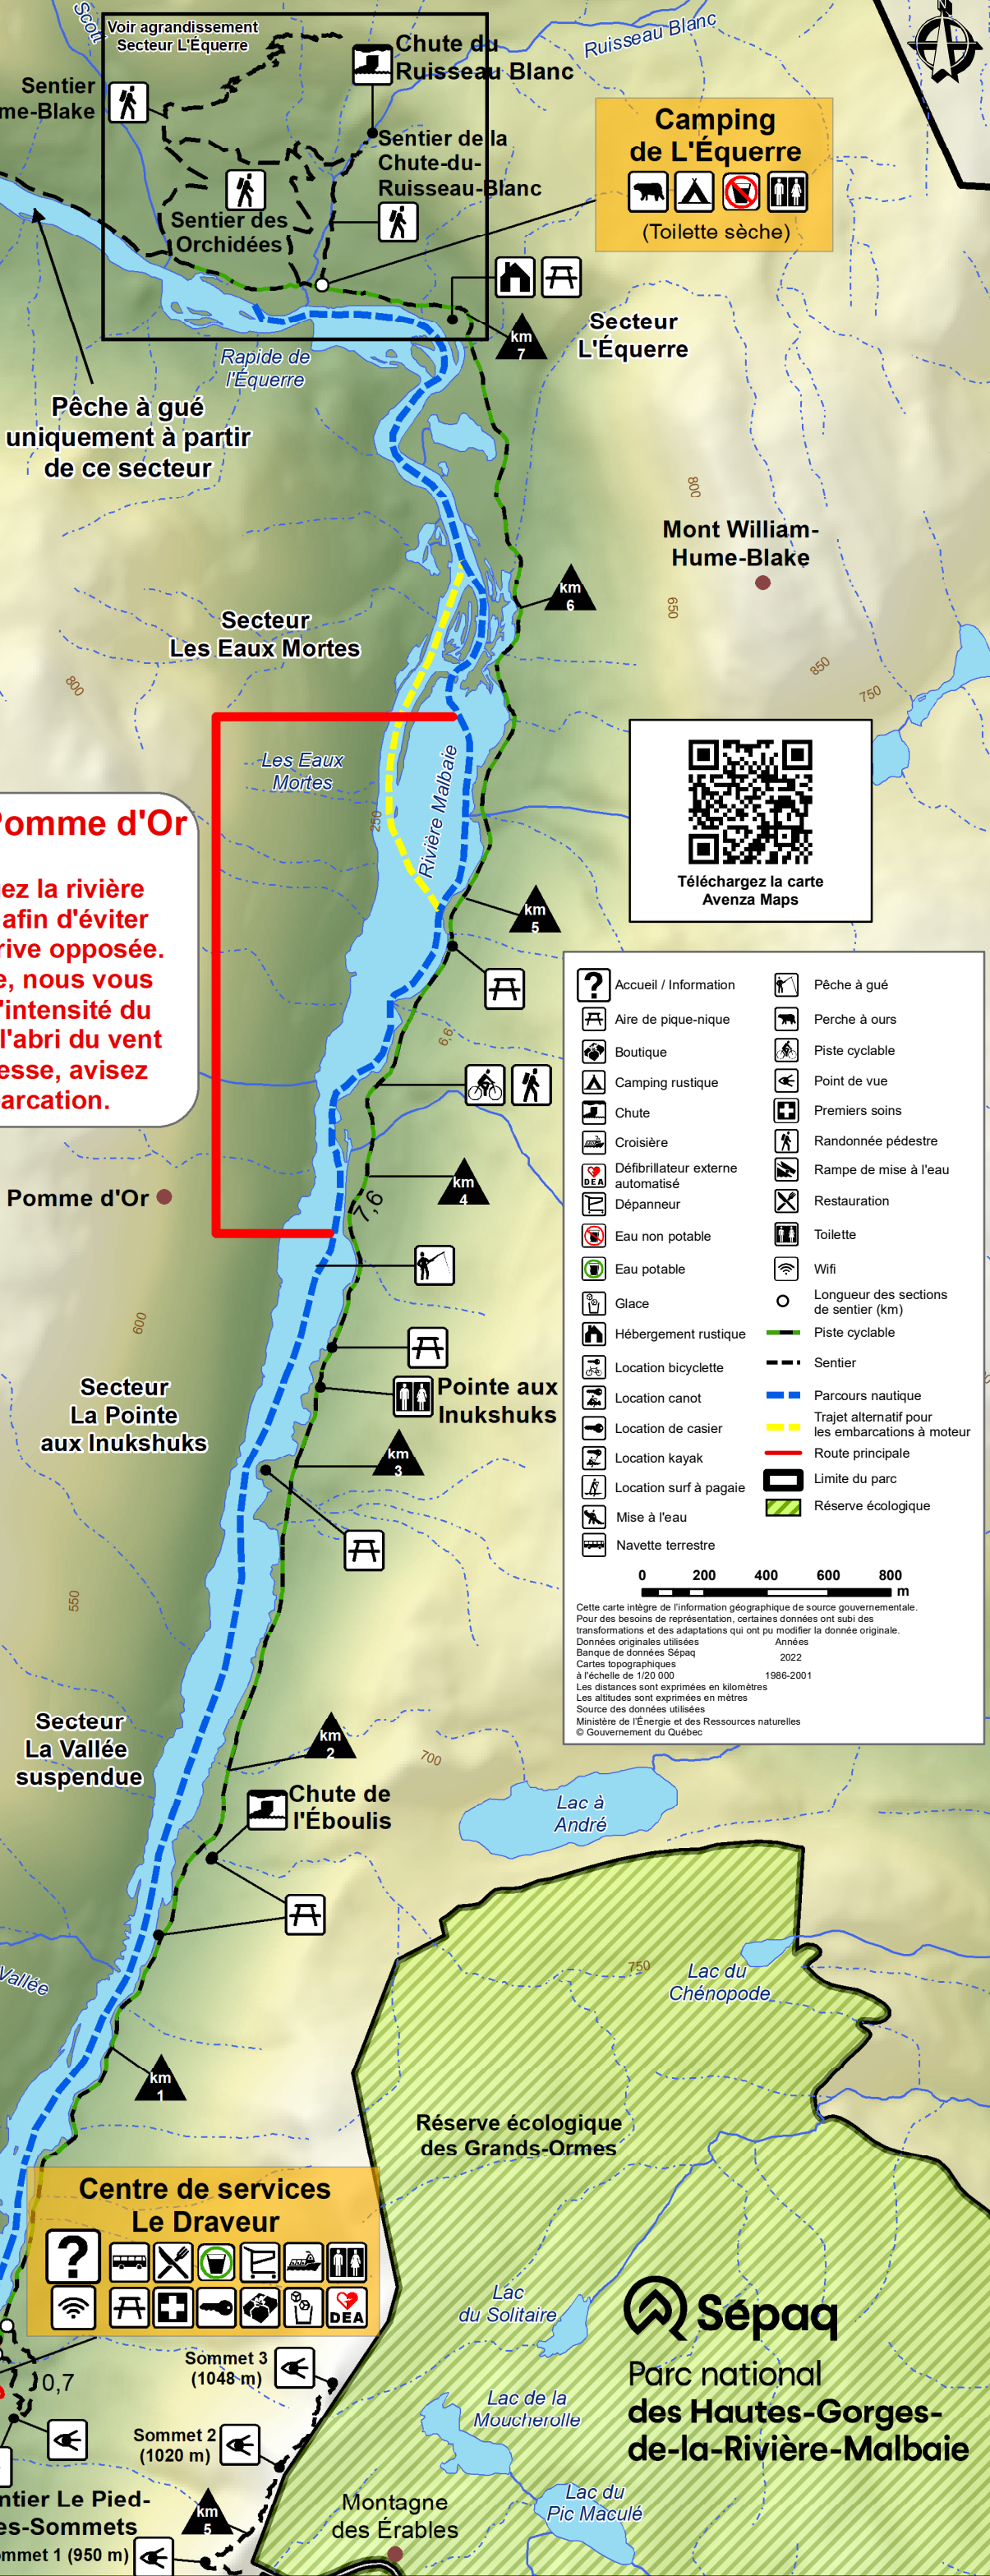 Scott
Voir agrandissement
Secteur L'Équerre
Chute du
Ruisseau Blanc
Ruisseau Blanc
Sentier
me-Blake
Sentier de la
Chute-du-
Ruisseau-Blanc
Sentier des
Orchidées
Camping
de L'Équerre
(Toilette sèche)
km
7
Secteur
L'Équerre
Rapide de
l'Équerre
Pêche à gué
uniquement à partir
de ce secteur
800
Mont William-
Hume-Blake
650
km
6
Secteur
Les Eaux Mortes
800
850
750
Les Eaux
Mortes
250
Rivière Malbaie
Téléchargez la carte
Avenza Maps
Pomme d'Or
ez la rivière
afin d'éviter
rive opposée.
e, nous vous
l'intensité du
l'abri du vent
esse, avisez
arcation.
km
5
6,6
km
4
7,6
Pomme d'Or
600
Secteur
La Pointe
aux Inukshuks
Pointe aux
Inukshuks
km
3
550
?
Accueil / Information
Aire de pique-nique
Boutique
Camping rustique
Chute
Croisière
DEA
Défibrillateur externe
automatisé
Dépanneur
Eau non potable
Eau potable
Glace
Hébergement rustique
Location bicyclette
Location canot
Location de casier
Location kayak
Location surf à pagaie
Mise à l'eau
Navette terrestre
Pêche à gué
Perche à ours
Piste cyclable
Point de vue
Premiers soins
Randonnée pédestre
Rampe de mise à l'eau
Restauration
Toilette
Wifi
Longueur des sections
de sentier (km)
Piste cyclable
Sentier
Parcours nautique
Trajet alternatif pour
les embarcations à moteur
Route principale
Limite du parc
Réserve écologique
0 200 400 600 800
m
Cette carte intègre de l'information géographique de source gouvernementale.
Pour des besoins de représentation, certaines données ont subi des
transformations et des adaptations qui ont pu modifier la donnée originale.
Données originales utilisées Années
Banque de données Sépaq 2022
Cartes topographiques
à l'échelle de 1/20 000 1986-2001
Les distances sont exprimées en kilomètres
Les altitudes sont exprimées en mètres
Source des données utilisées
Ministère de l'Énergie et des Ressources naturelles
© Gouvernement du Québec
Secteur
La Vallée
suspendue
km
2
700
Chute de
l'Éboulis
Lac à
André
Vallée
750
Lac du
Chénopode
km
1
Réserve écologique
des Grands-Ormes
Centre de services
Le Draveur
?
DEA
Lac
du Solitaire
Sépaq
Parc national
des Hautes-Gorges-
de-la-Rivière-Malbaie
0,7
Sommet 3
(1048 m)
Lac de la
Moucherolle
Sommet 2
(1020 m)
Lac du
Pic Maculé
ntier Le Pied-
es-Sommets
km
5
Montagne
des Érables
ommet 1 (950 m)